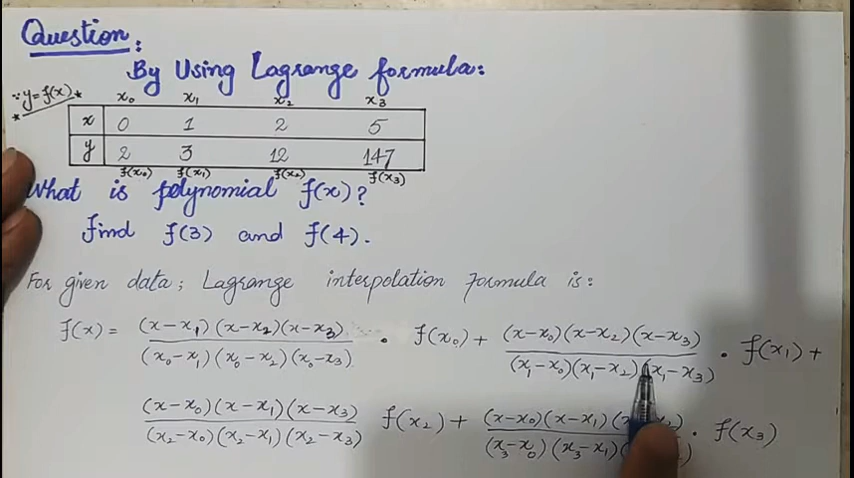 Question:
By Using Lagrange formula:
∵ y=f(x)
x₀ x₁ x₂ x₃
x 0 1 2 5
y 2 3 12 147
f(x₀) f(x₁) f(x₂) f(x₃)
What is polynomial f(x)?
Find f(3) and f(4).
For given data; Lagrange interpolation Formula is:
f(x) = (x-x₁)(x-x₂)(x-x₃) / (x₀-x₁)(x₀-x₂)(x₀-x₃) • f(x₀) + (x-x₀)(x-x₂)(x-x₃) / (x₁-x₀)(x₁-x₂)(x₁-x₃) • f(x₁) +
(x-x₀)(x-x₁)(x-x₃) / (x₂-x₀)(x₂-x₁)(x₂-x₃) f(x₂) + (x-x₀)(x-x₁)( / (x₃-x₀)(x₃-x₁)( • f(x₃)